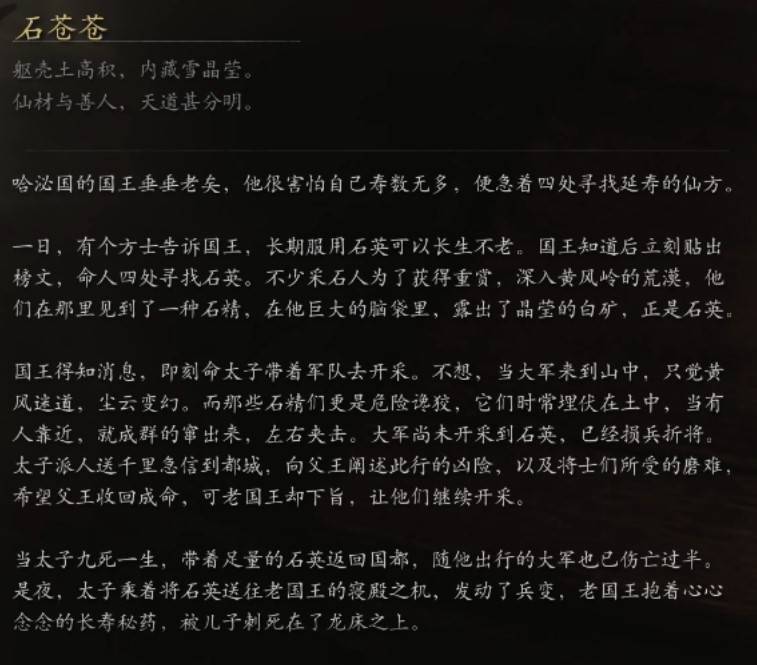 石苍苍
躯壳土高积，内藏雪晶莹。
仙材与善人，天道甚分明。
哈泌国的国王垂垂老矣，他很害怕自己寿数无多，便急着四处寻找延寿的仙方。
一日，有个方士告诉国王，长期服用石英可以长生不老。国王知道后立刻贴出
榜文，命人四处寻找石英。不少采石人为了获得重赏，深入黄风岭的荒漠，他
们在那里见到了一种石精，在他巨大的脑袋里，露出了晶莹的白矿，正是石英。
国王得知消息，即刻命太子带着军队去开采。不想，当大军来到山中，只觉黄
风迷道，尘云变幻。而那些石精们更是危险谗狡，它们时常埋伏在土中，当有
人靠近，就成群的窜出来，左右夹击。大军尚未开采到石英，已经损兵折将。
太子派人送千里急信到都城，向父王阐述此行的凶险，以及将士们所受的磨难，
希望父王收回成命，可老国王却下旨，让他们继续开采。
当太子九死一生，带着足量的石英返回国都，随他出行的大军也已伤亡过半。
是夜，太子乘着将石英送往老国王的寝殿之机，发动了兵变，老国王抱着心心
念念的长寿秘药，被儿子刺死在了龙床之上。